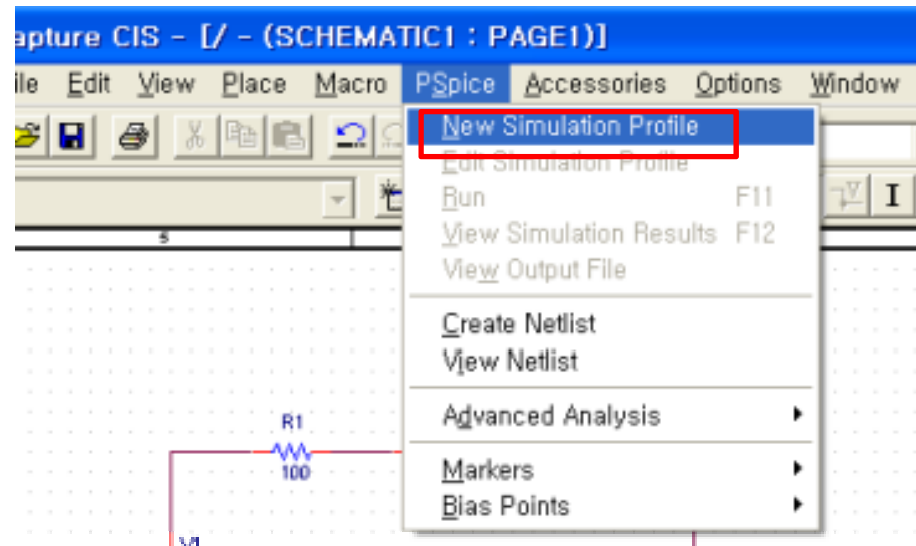 apture CIS - [/ - (SCHEMATIC1 : PAGE1)]
ile Edit View Place Macro PSpice Accessories Options Window
New Simulation Profile
Edit Simulation Profile
Run F11
View Simulation Results F12
View Output File
Create Netlist
View Netlist
Advanced Analysis
Markers
Bias Points
I
5
R1
100
V1